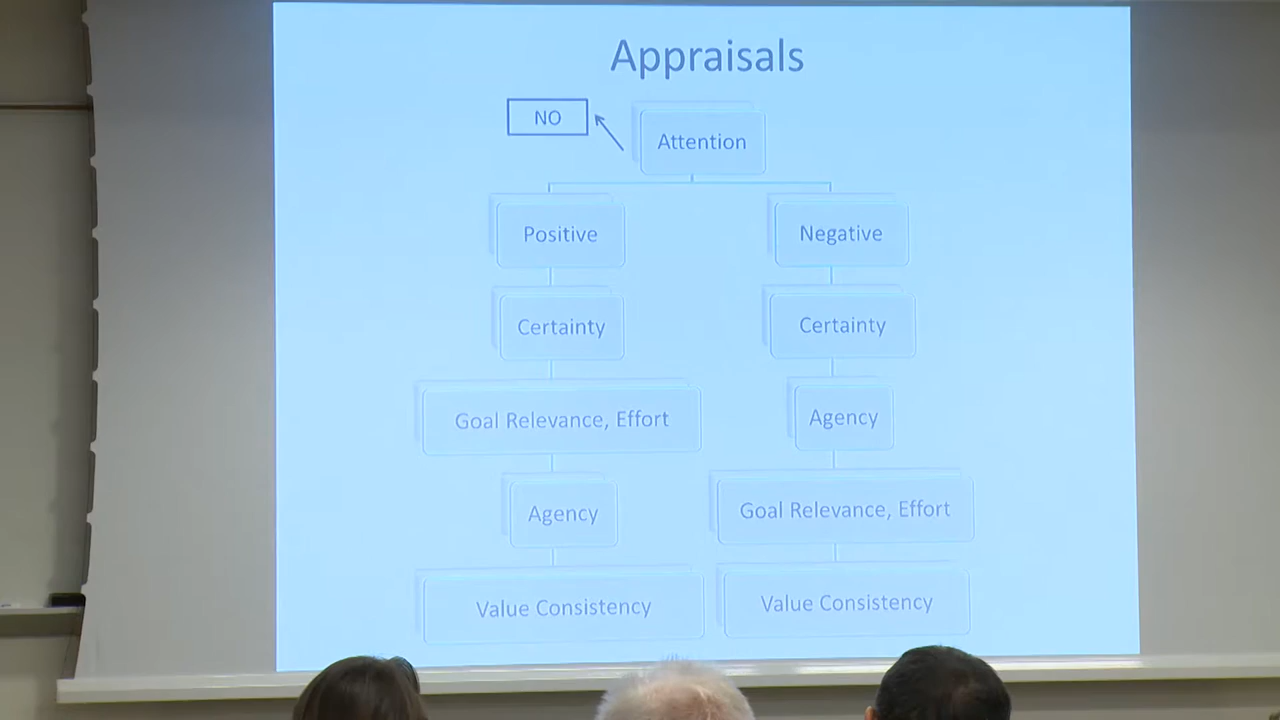 Appraisals
NO
Attention
Positive
Negative
Certainty
Certainty
Goal Relevance, Effort
Agency
Agency
Goal Relevance, Effort
Value Consistency
Value Consistency